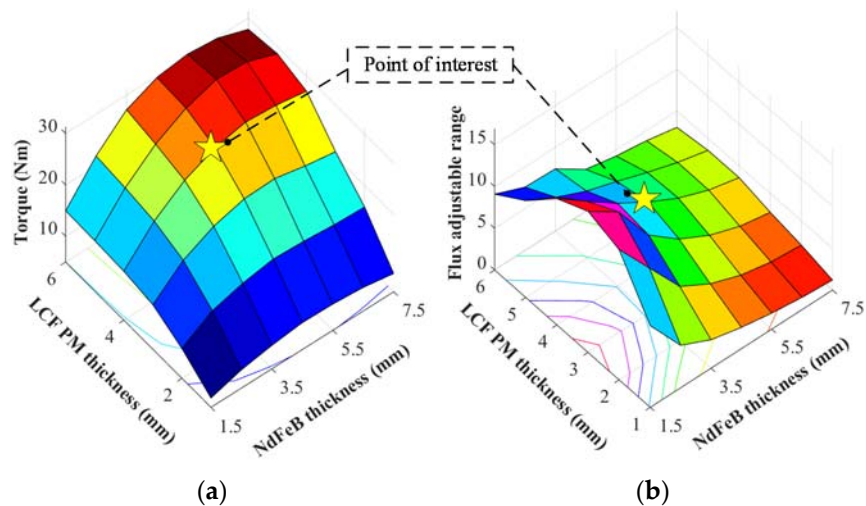 Point of interest
Torque (Nm)
30
20
10
6
4
2
LCF PM thickness (mm)
1.5
3.5
5.5
7.5
NdFeB thickness (mm)
Flux adjustable range
15
10
5
0
6
5
4
3
2
1
LCF PM thickness (mm)
1.5
3.5
5.5
7.5
NdFeB thickness (mm)
(a)
(b)